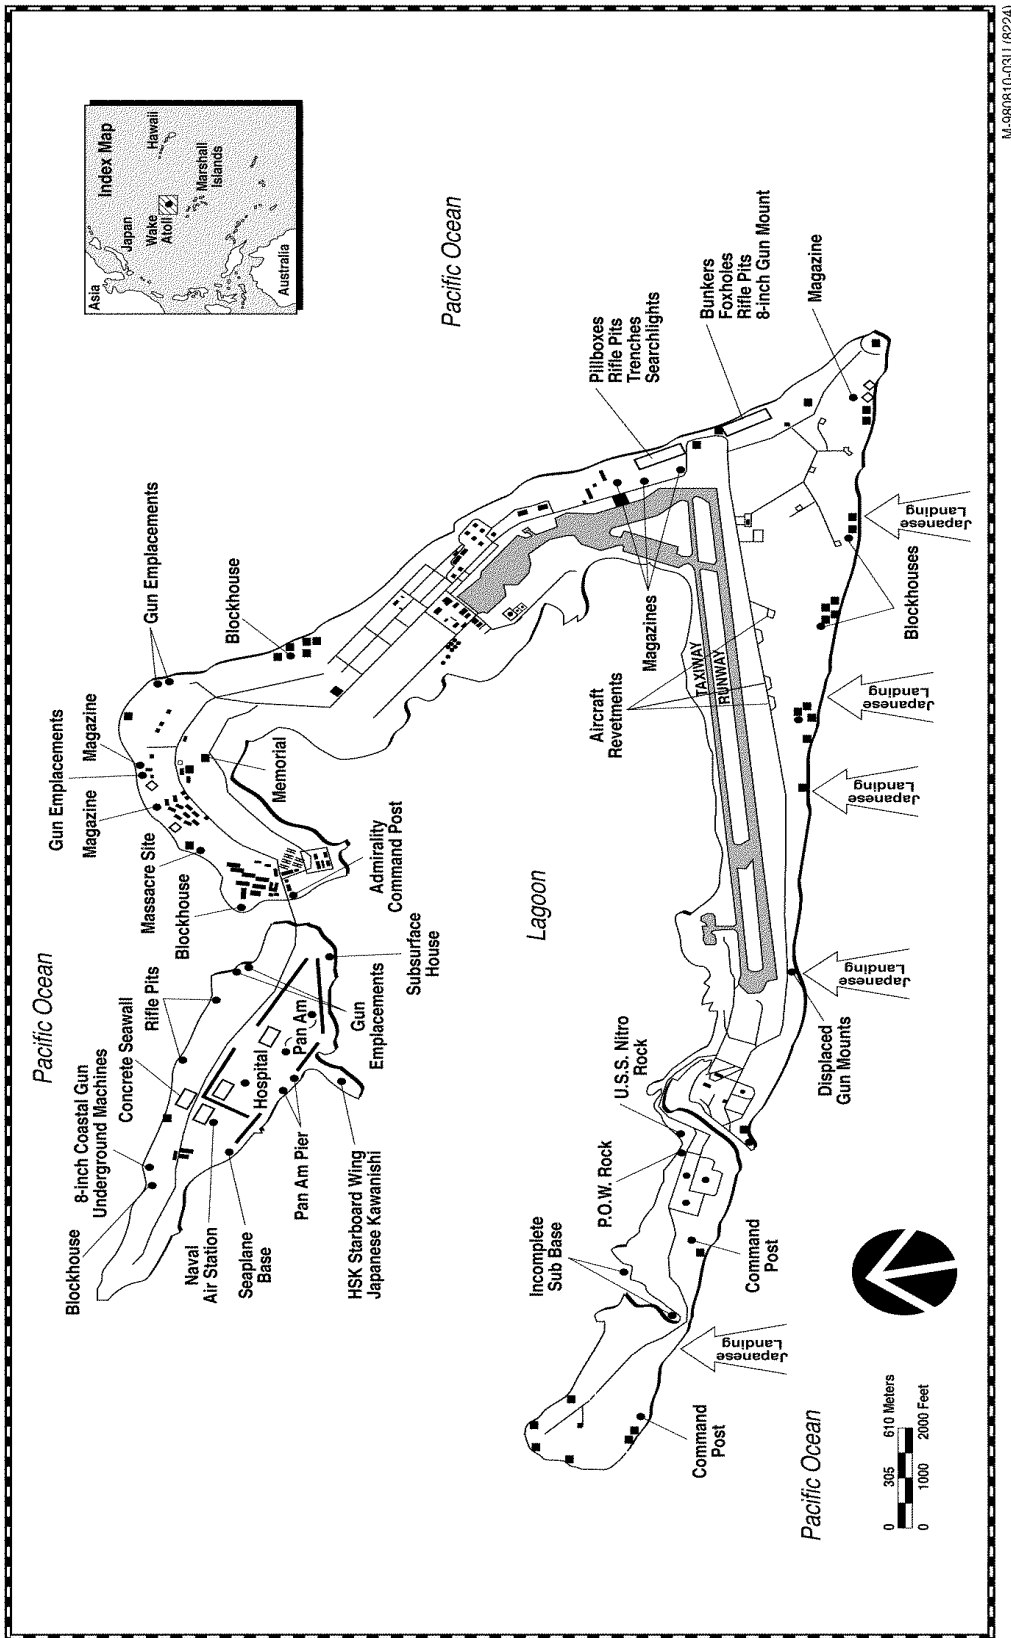 Index Map
Asia
Japan
Wake
Atoll
Hawaii
Marshall
Islands
Australia
Pacific Ocean
Pacific Ocean
Pacific Ocean
Lagoon
Blockhouse
8-inch Coastal Gun
Underground Machines
Concrete Seawall
Rifle Pits
Naval
Air Station
Seaplane
Base
Hospital
Pan Am
Pan Am Pier
HSK Starboard Wing
Japanese Kawanishi
Gun
Emplacements
Subsurface
House
Blockhouse
Massacre Site
Magazine
Gun Emplacements
Magazine
Gun Emplacements
Blockhouse
Memorial
Admirality
Command Post
Pillboxes
Rifle Pits
Trenches
Searchlights
Bunkers
Foxholes
Rifle Pits
8-inch Gun Mount
Magazine
Magazines
Aircraft
Revetments
TAXIWAY
RUNWAY
Blockhouses
Japanese
Landing
Japanese
Landing
Japanese
Landing
Japanese
Landing
Japanese
Landing
Displaced
Gun Mounts
U.S.S. Nitro
Rock
P.O.W. Rock
Incomplete
Sub Base
Command
Post
Command
Post
0 305 610 Meters
0 1000 2000 Feet